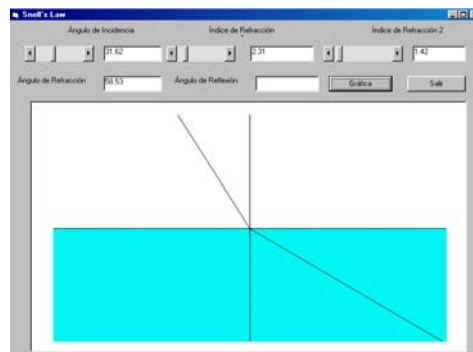 Snell's Law
Ángulo de Incidencia Índice de Refracción Índice de Refracción 2
31.62 2.31 1.42
Ángulo de Refracción 58.53 Ángulo de Reflexión Gráfica Salir